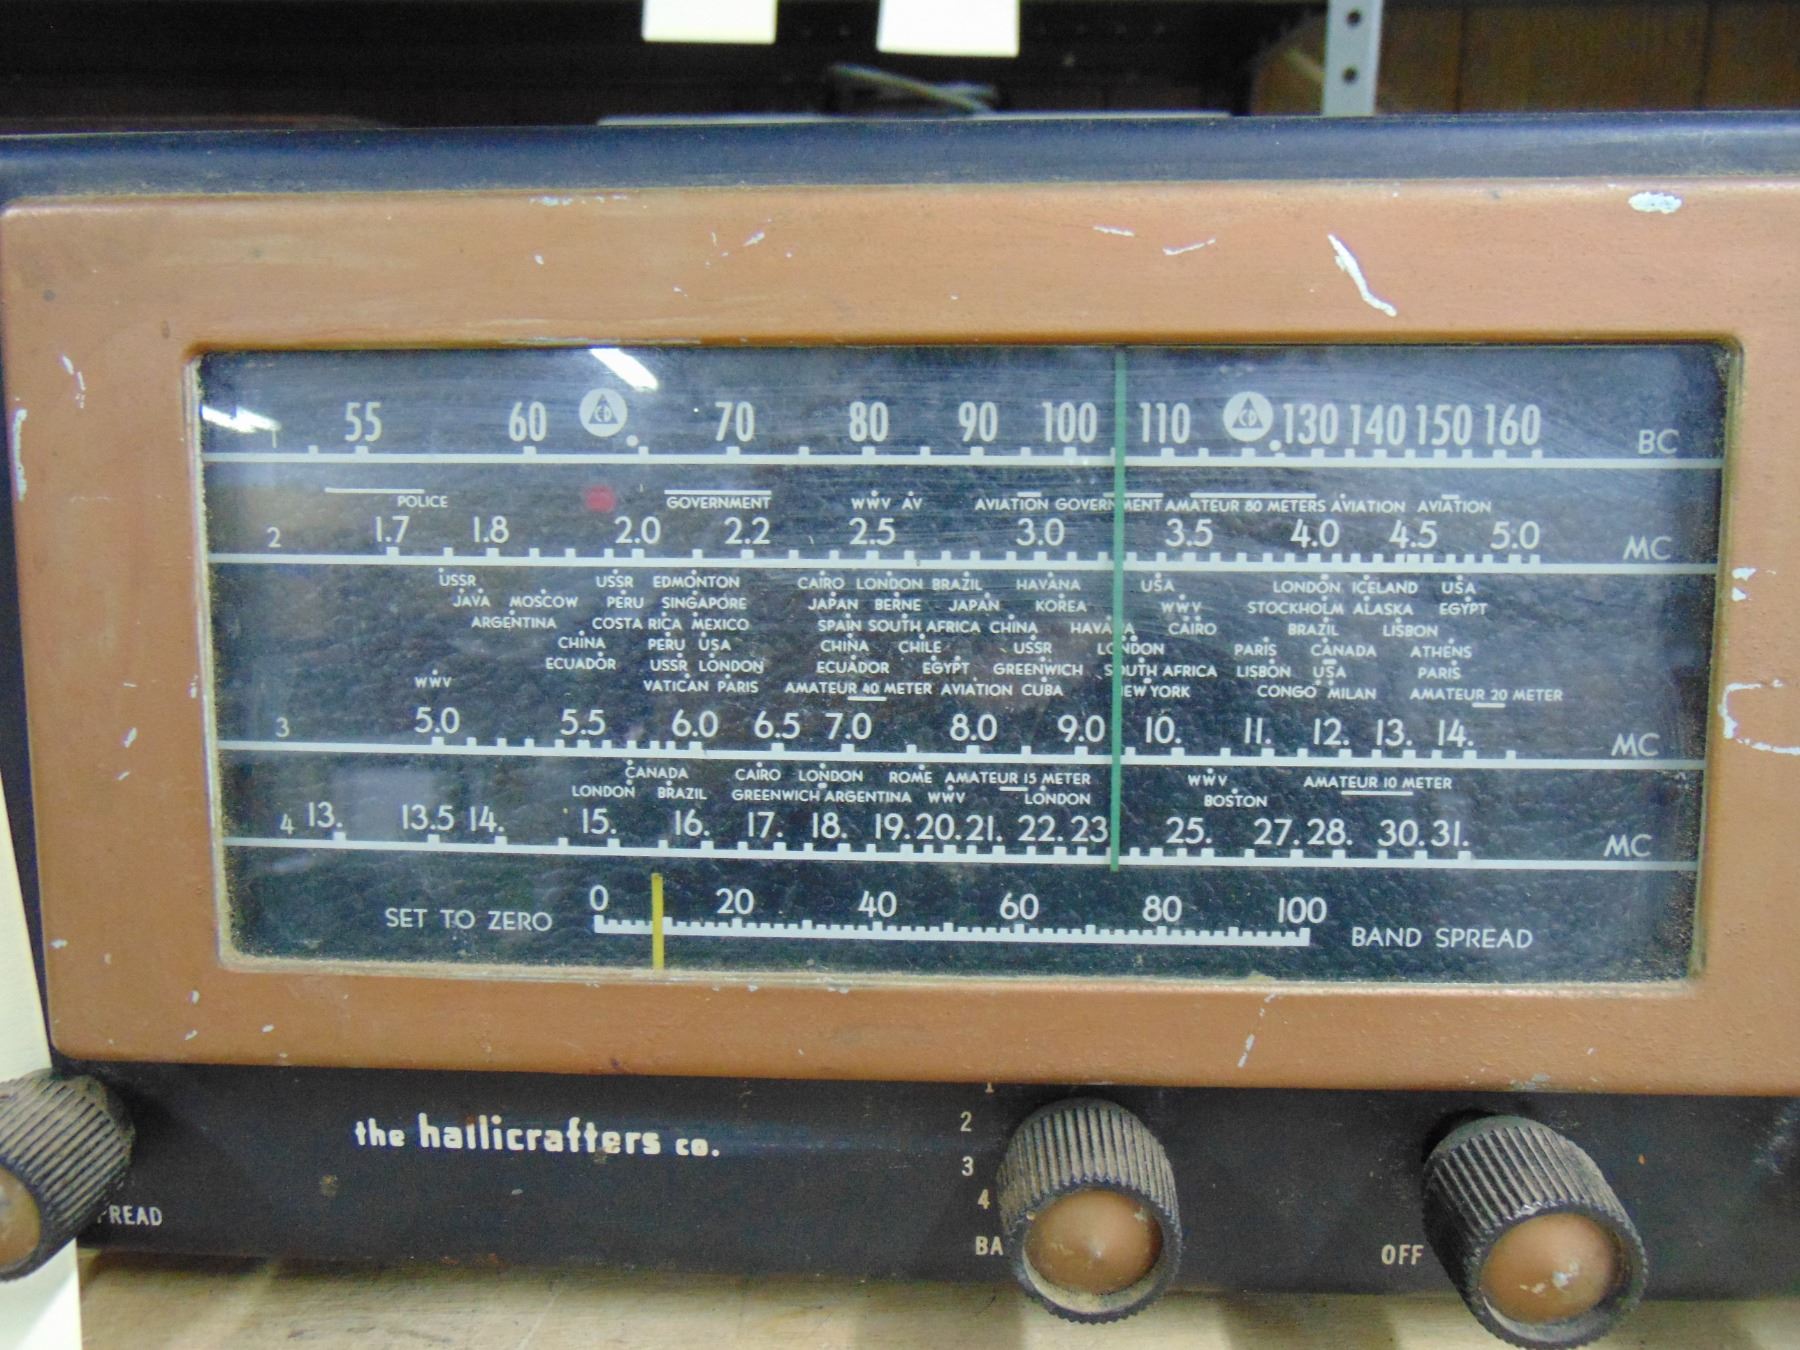 1 55 60 CD 70 80 90 100 110 CD 130 140 150 160 BC
POLICE GOVERNMENT WWV AV AVIATION GOVERNMENT AMATEUR 80 METERS AVIATION AVIATION
2 1.7 1.8 2.0 2.2 2.5 3.0 3.5 4.0 4.5 5.0 MC
USSR USSR EDMONTON CAIRO LONDON BRAZIL HAVANA USA LONDON ICELAND USA
JAVA MOSCOW PERU SINGAPORE JAPAN BERNE JAPAN KOREA WWV STOCKHOLM ALASKA EGYPT
ARGENTINA COSTA RICA MEXICO SPAIN SOUTH AFRICA CHINA HAVANA CAIRO BRAZIL LISBON
CHINA PERU USA CHINA CHILE USSR LONDON PARIS CANADA ATHENS
ECUADOR USSR LONDON ECUADOR EGYPT GREENWICH SOUTH AFRICA LISBON USA PARIS
WWV VATICAN PARIS AMATEUR 40 METER AVIATION CUBA NEW YORK CONGO MILAN AMATEUR 20 METER
3 5.0 5.5 6.0 6.5 7.0 8.0 9.0 10. 11. 12. 13. 14. MC
CANADA CAIRO LONDON ROME AMATEUR 15 METER WWV AMATEUR 10 METER
LONDON BRAZIL GREENWICH ARGENTINA WWV LONDON BOSTON
4 13. 13.5 14. 15. 16. 17. 18. 19. 20. 21. 22. 23 25. 27. 28. 30. 31. MC
SET TO ZERO 0 20 40 60 80 100 BAND SPREAD
the hallicrafters co.
1
2
3
4
BA
OFF
PREAD